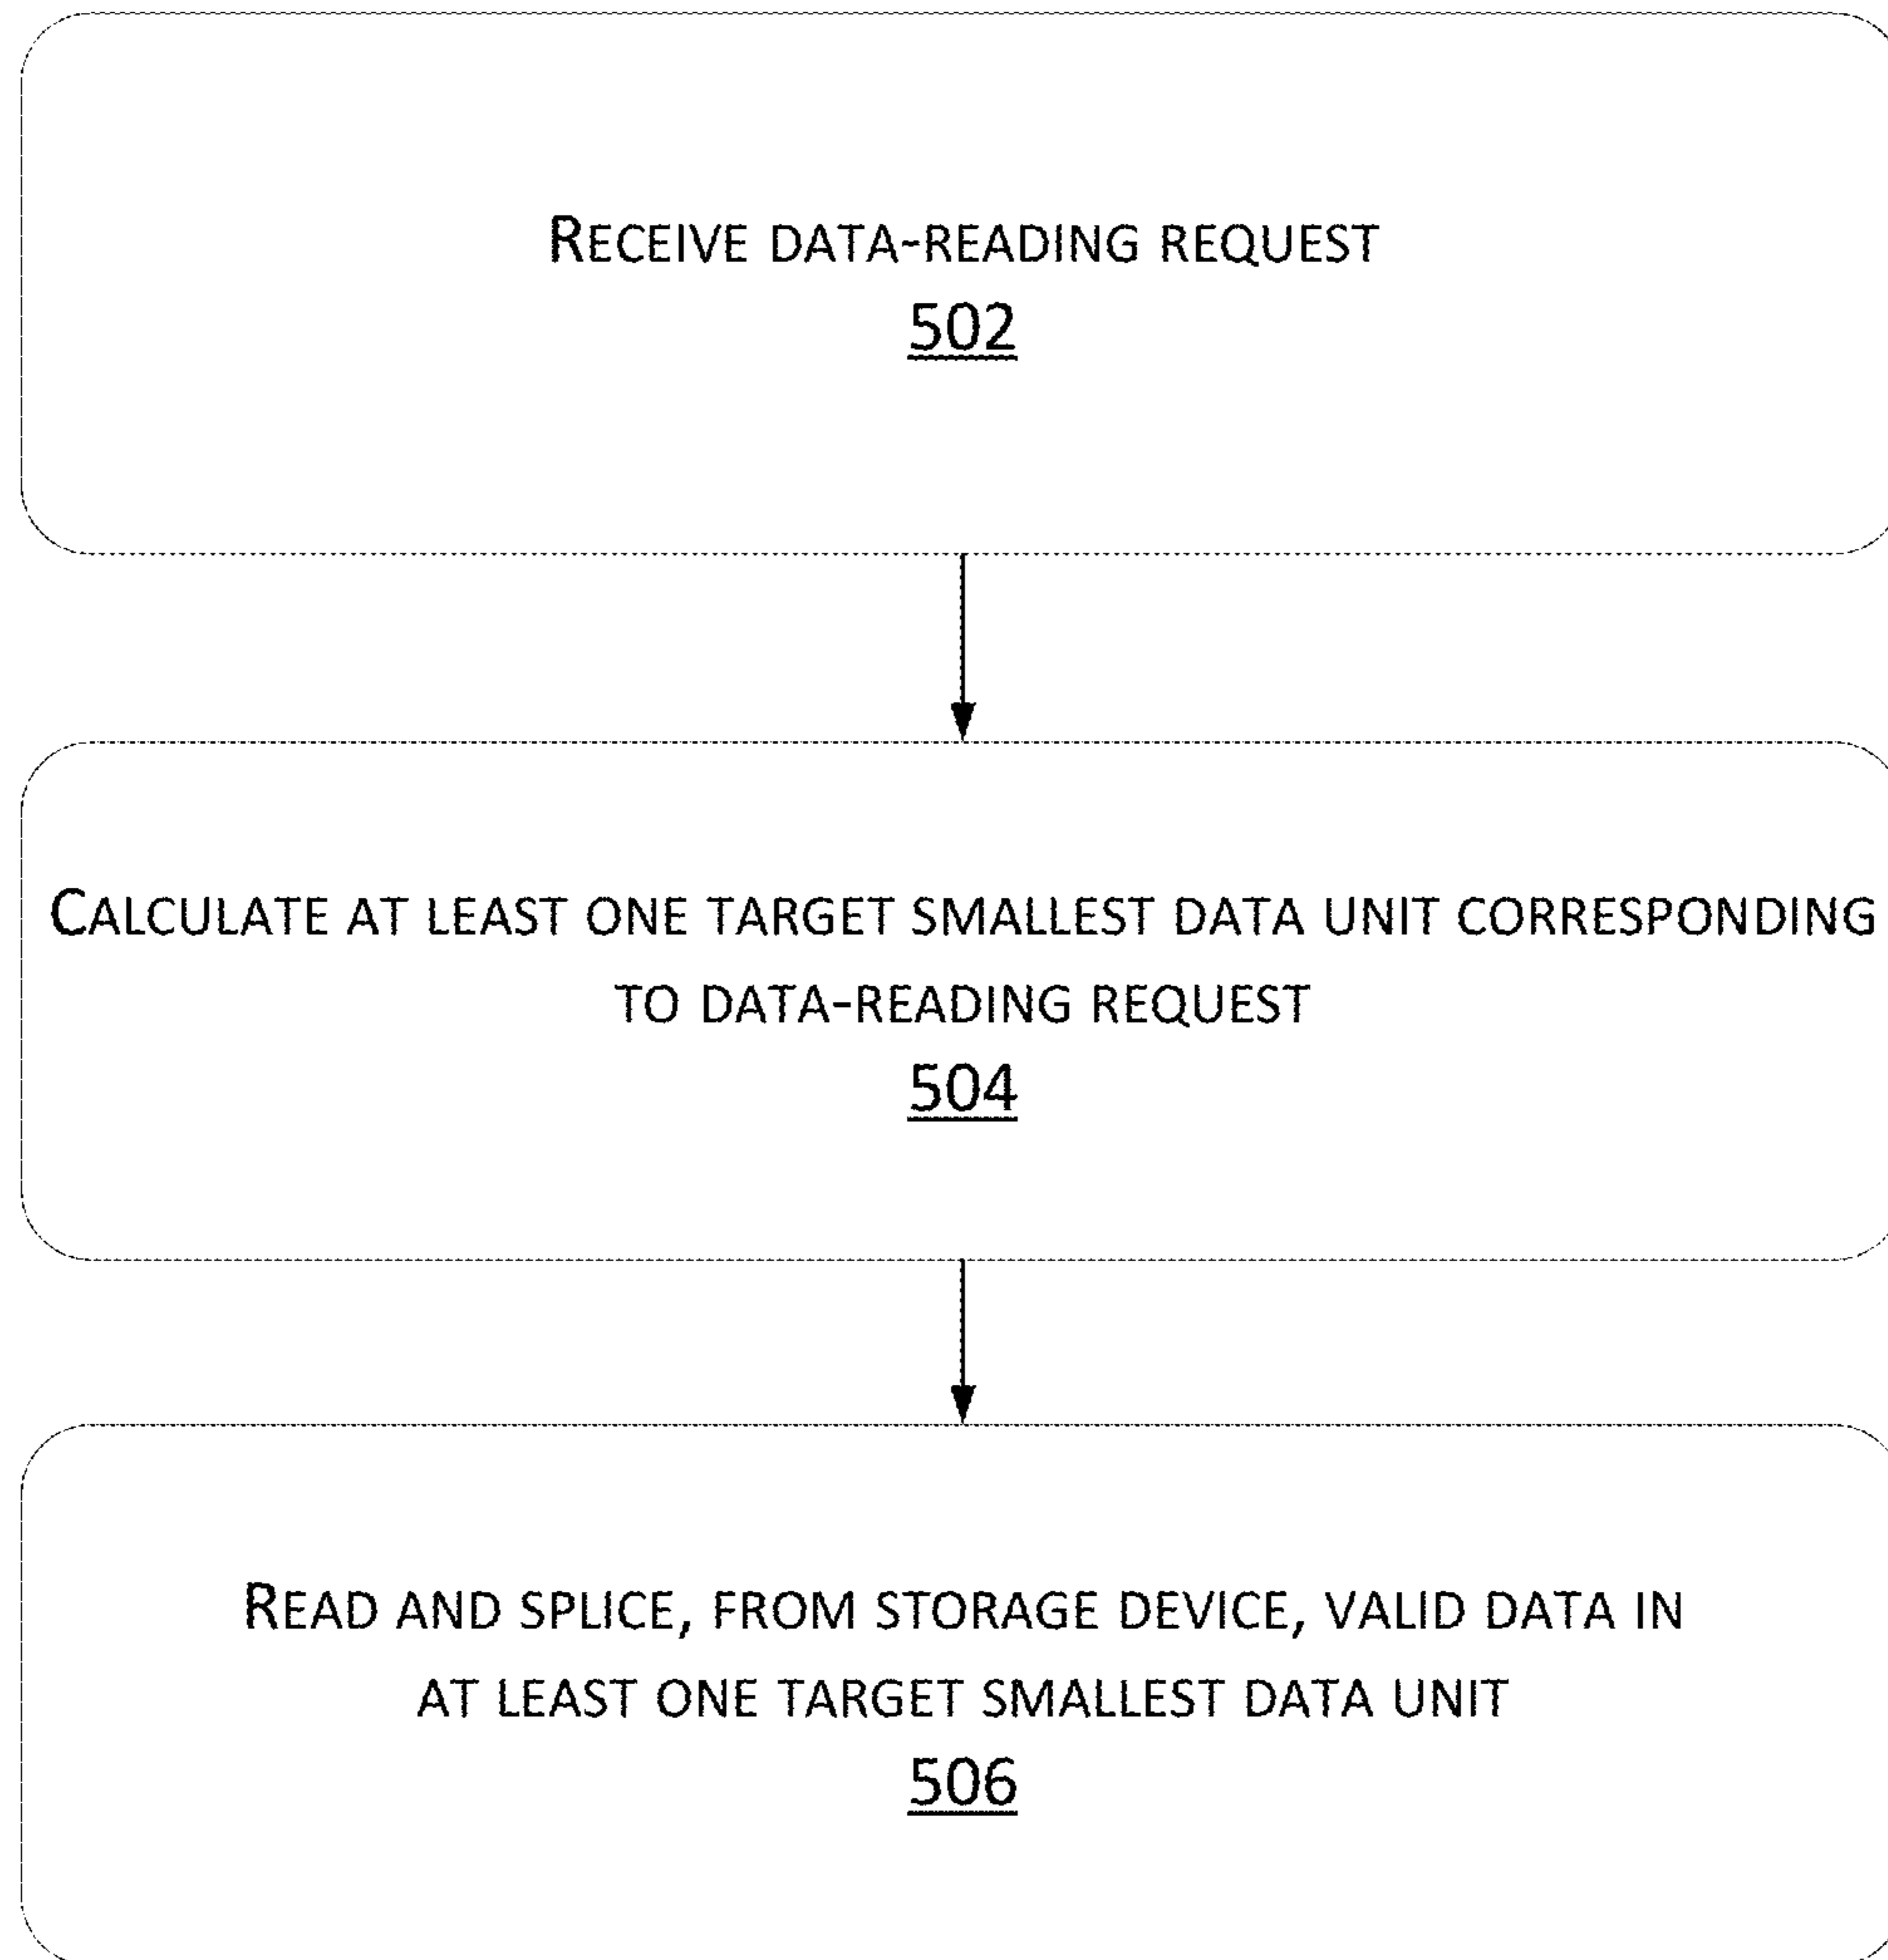 RECEIVE DATA-READING REQUEST
502
CALCULATE AT LEAST ONE TARGET SMALLEST DATA UNIT CORRESPONDING
TO DATA-READING REQUEST
504
READ AND SPLICE, FROM STORAGE DEVICE, VALID DATA IN
AT LEAST ONE TARGET SMALLEST DATA UNIT
506